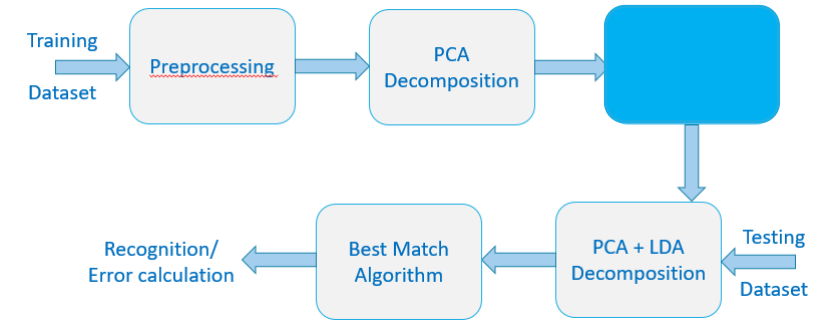 Training
Dataset
Preprocessing
PCA
Decomposition
PCA + LDA
Decomposition
Testing
Dataset
Best Match
Algorithm
Recognition/
Error calculation